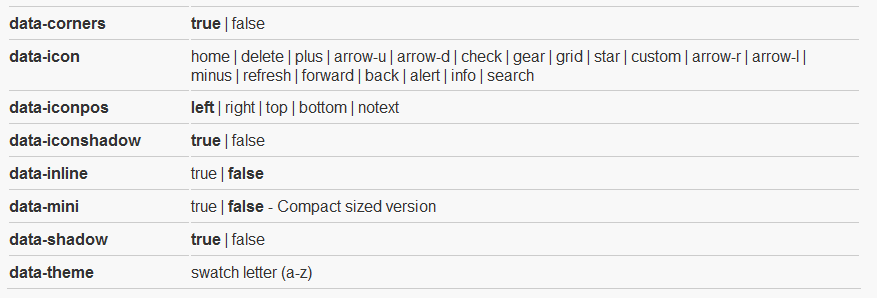 data-corners true | false
data-icon home | delete | plus | arrow-u | arrow-d | check | gear | grid | star | custom | arrow-r | arrow-l |
minus | refresh | forward | back | alert | info | search
data-iconpos left | right | top | bottom | notext
data-iconshadow true | false
data-inline true | false
data-mini true | false - Compact sized version
data-shadow true | false
data-theme swatch letter (a-z)